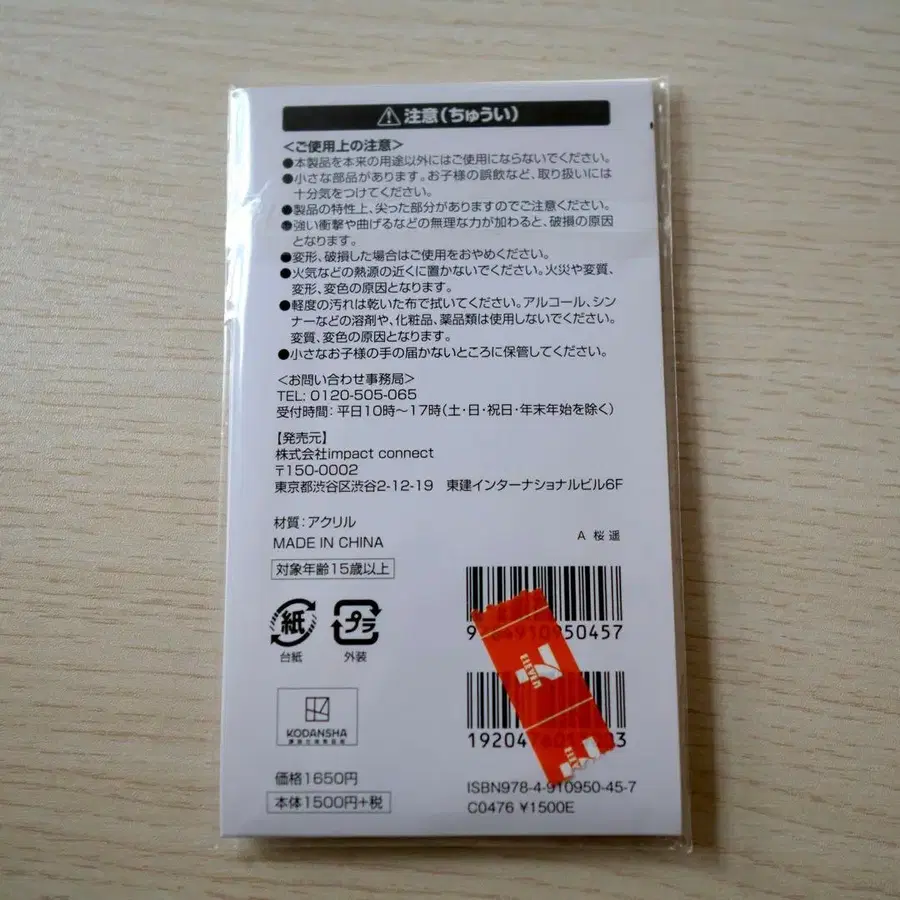 注意(ちゅうい)
<ご使用上の注意>
●本製品を本来の用途以外にはご使用にならないでください。
●小さな部品があります。お子様の誤飲など、取り扱いには
十分気をつけてください。
●製品の特性上、尖った部分がありますのでご注意ください。
●強い衝撃や曲げるなどの無理な力が加わると、破損の原因
となります。
●変形、破損した場合はご使用をおやめください。
●火気などの熱源の近くに置かないでください。火災や変質、
変形、変色の原因となります。
●軽度の汚れは乾いた布で拭いてください。アルコール、シン
ナーなどの溶剤や、化粧品、薬品類は使用しないでください。
変質、変色の原因となります。
●小さなお子様の手の届かないところに保管してください。
<お問い合わせ事務局>
TEL: 0120-505-065
受付時間:平日10時~17時(土・日・祝日・年末年始を除く)
【発売元】
株式会社impact connect
〒150-0002
東京都渋谷区渋谷2-12-19 東建インターナショナルビル6F
材質:アクリル
MADE IN CHINA
A 桜 遥
対象年齢15歳以上
紙
台紙
プラ
外装
ELEVEN
KODANSHA
価格1650円
本体1500円+税
ISBN978-4-910950-45-7
C0476 ¥1500E